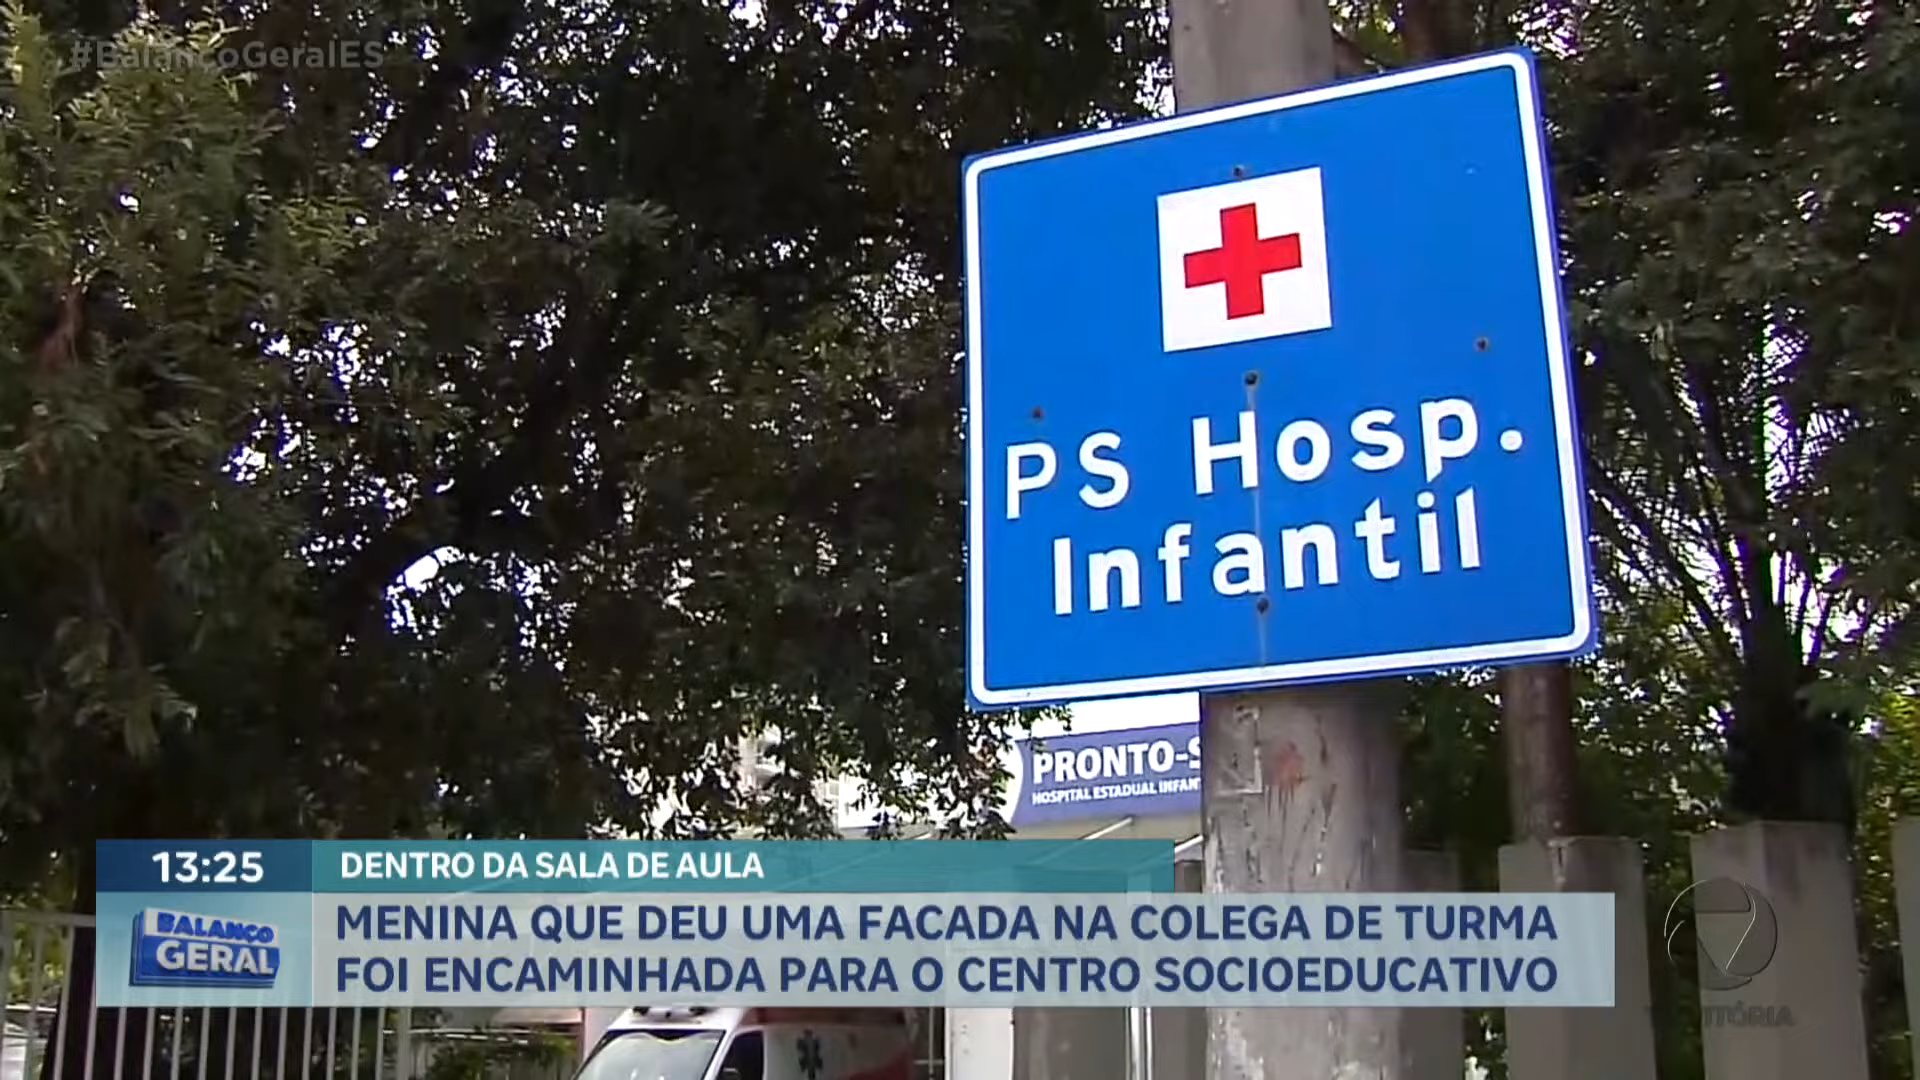 #BalançoGeralES
PS Hosp.
Infantil
PRONTO-S
HOSPITAL ESTADUAL INFANT
13:25
DENTRO DA SALA DE AULA
BALANÇO
GERAL
MENINA QUE DEU UMA FACADA NA COLEGA DE TURMA
FOI ENCAMINHADA PARA O CENTRO SOCIOEDUCATIVO